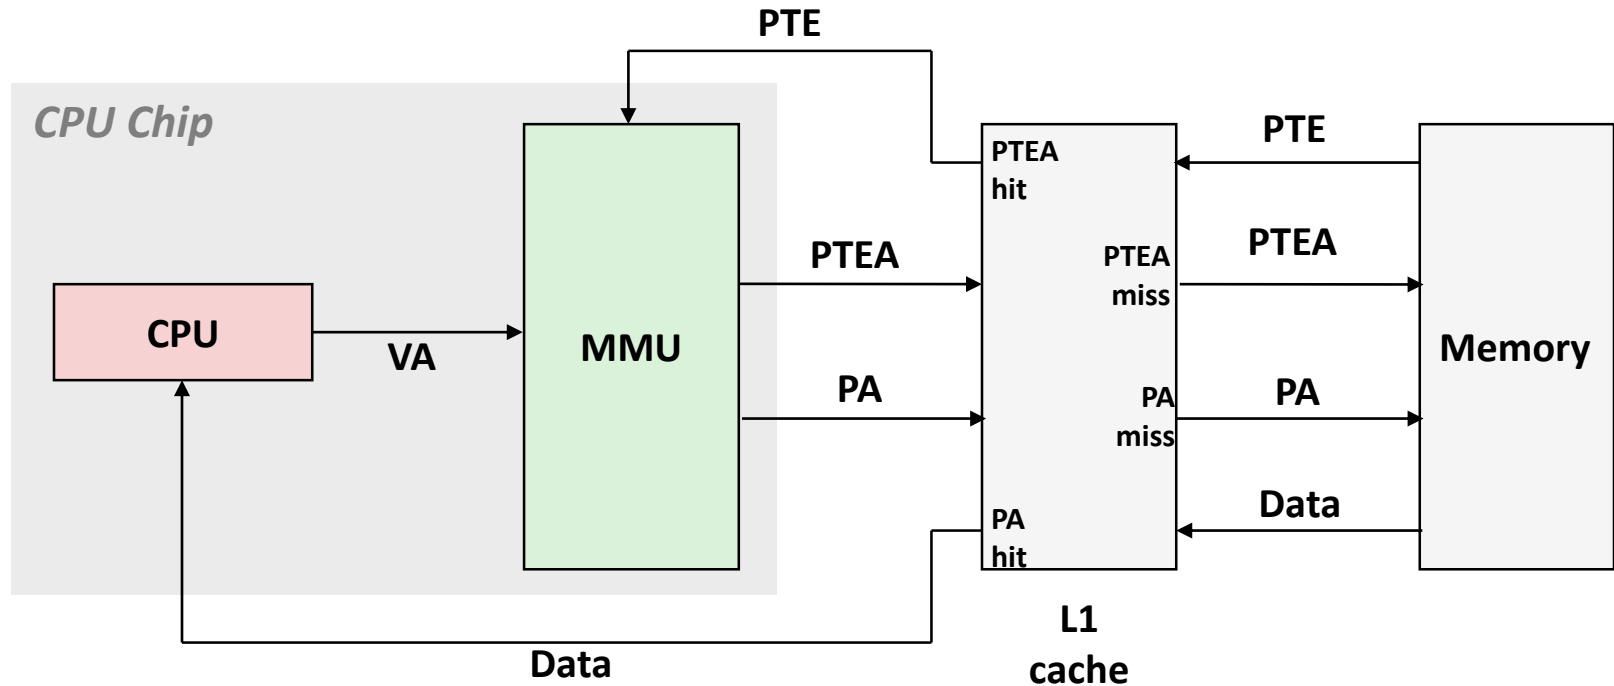 PTE
CPU Chip
CPU
VA
MMU
PTEA
PA
PTEA
hit
PTEA
miss
PA
miss
PA
hit
PTE
PTEA
PA
Data
Memory
L1
cache
Data